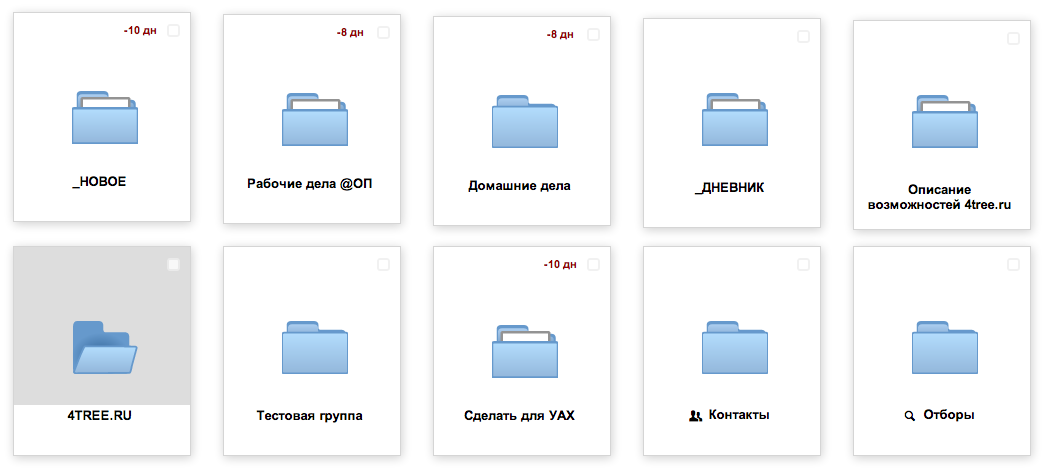 -10 дн
-8 дн
-8 дн
_НОВОЕ
Рабочие дела @ОП
Домашние дела
_ДНЕВНИК
Описание
возможностей 4tree.ru
-10 дн
4TREE.RU
Тестовая группа
Сделать для УАХ
Контакты
Отборы